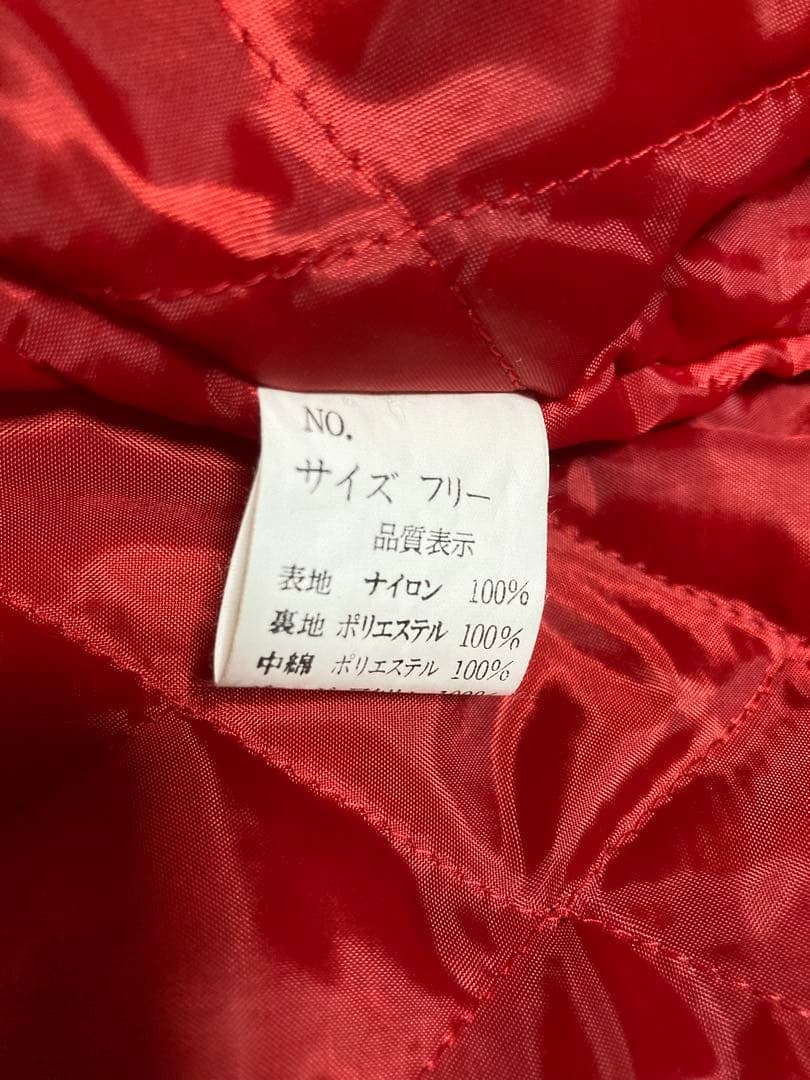 NO.
サイズ フリー
品質表示
表地 ナイロン 100%
裏地 ポリエステル 100%
中綿 ポリエステル 100%